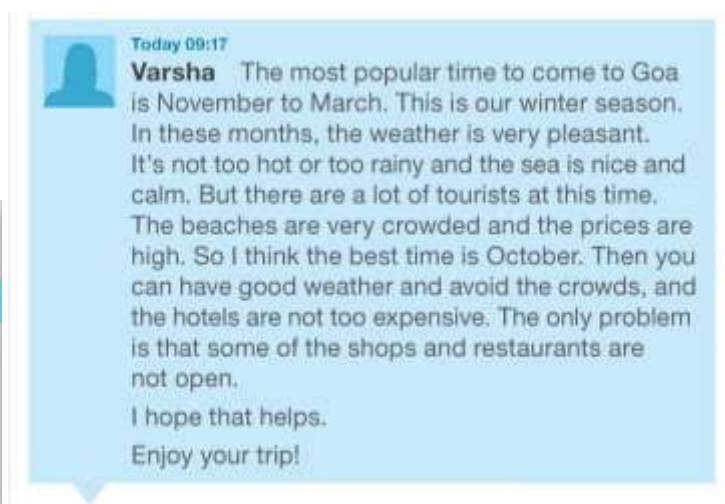 Today 09:17
Varsha The most popular time to come to Goa
is November to March. This is our winter season.
In these months, the weather is very pleasant.
It's not too hot or too rainy and the sea is nice and
calm. But there are a lot of tourists at this time.
The beaches are very crowded and the prices are
high. So I think the best time is October. Then you
can have good weather and avoid the crowds, and
the hotels are not too expensive. The only problem
is that some of the shops and restaurants are
not open.
I hope that helps.
Enjoy your trip!